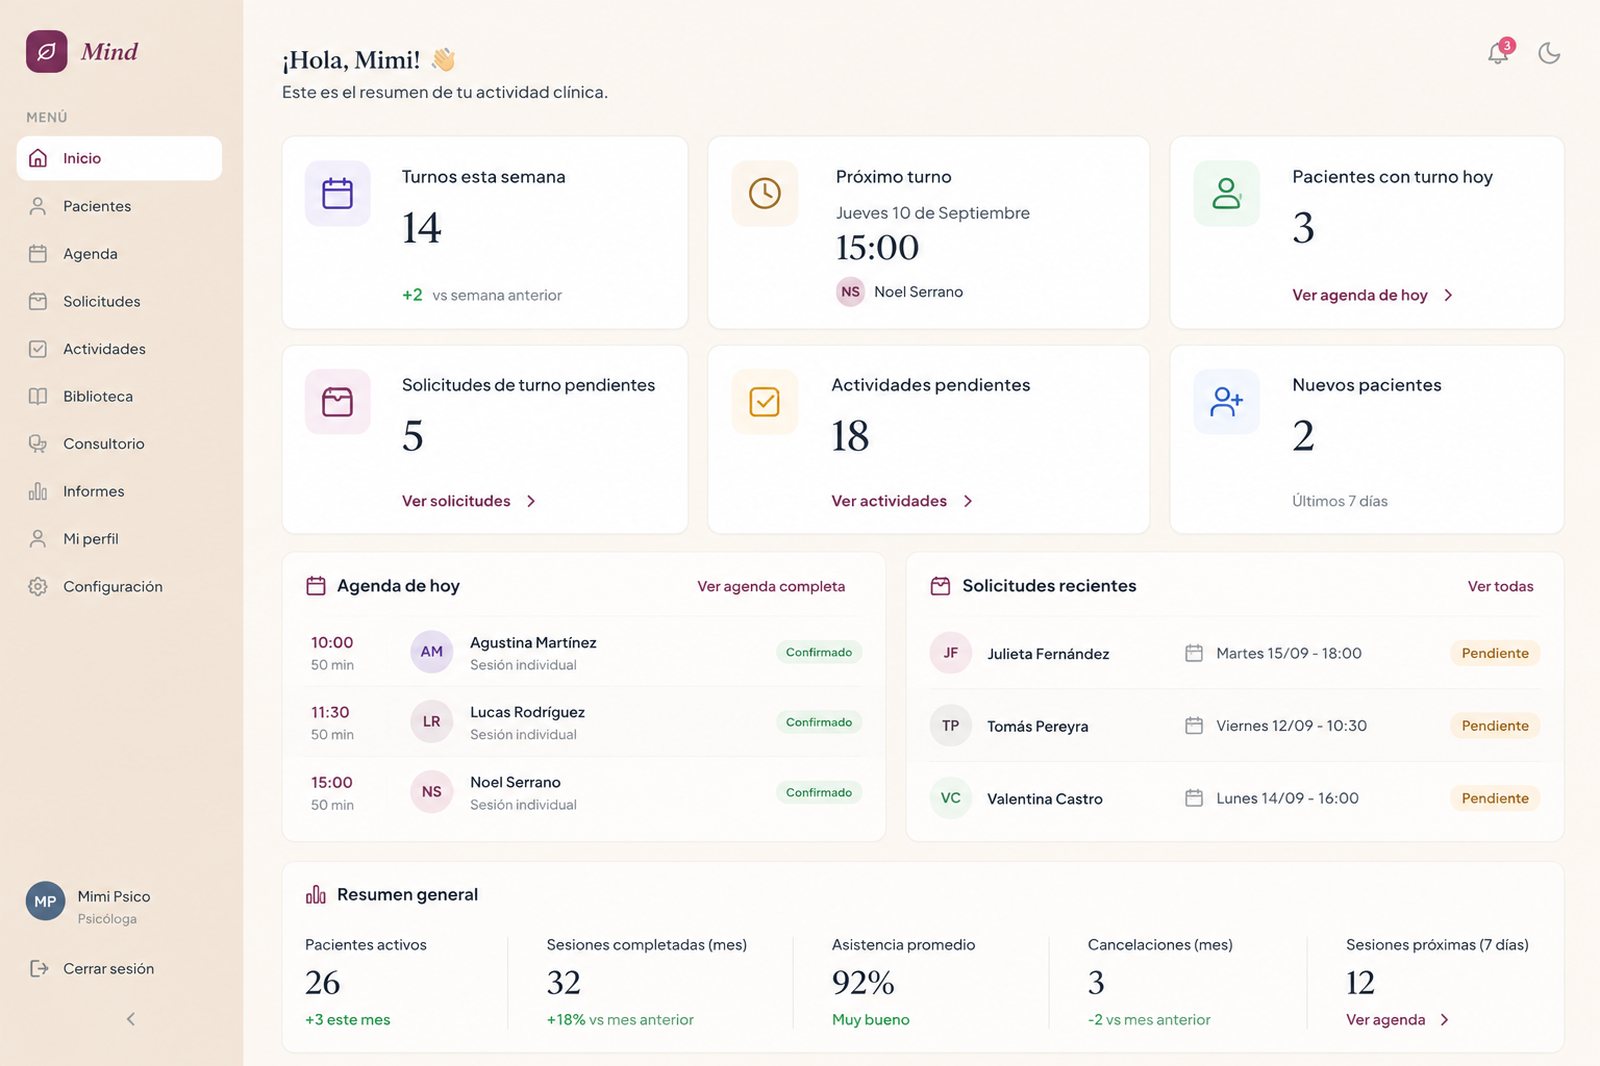 Mind
MENÚ
Inicio
Pacientes
Agenda
Solicitudes
Actividades
Biblioteca
Consultorio
Informes
Mi perfil
Configuración
MP
Mimi Psico
Psicóloga
Cerrar sesión
¡Hola, Mimi! 👋
Este es el resumen de tu actividad clínica.
3
Turnos esta semana
14
+2 vs semana anterior
Próximo turno
Jueves 10 de Septiembre
15:00
NS Noel Serrano
Pacientes con turno hoy
3
Ver agenda de hoy
Solicitudes de turno pendientes
5
Ver solicitudes
Actividades pendientes
18
Ver actividades
Nuevos pacientes
2
Últimos 7 días
Agenda de hoy
Ver agenda completa
10:00
50 min
AM
Agustina Martínez
Sesión individual
Confirmado
11:30
50 min
LR
Lucas Rodríguez
Sesión individual
Confirmado
15:00
50 min
NS
Noel Serrano
Sesión individual
Confirmado
Solicitudes recientes
Ver todas
JF Julieta Fernández Martes 15/09 - 18:00 Pendiente
TP Tomás Pereyra Viernes 12/09 - 10:30 Pendiente
VC Valentina Castro Lunes 14/09 - 16:00 Pendiente
Resumen general
Pacientes activos
26
+3 este mes
Sesiones completadas (mes)
32
+18% vs mes anterior
Asistencia promedio
92%
Muy bueno
Cancelaciones (mes)
3
-2 vs mes anterior
Sesiones próximas (7 días)
12
Ver agenda